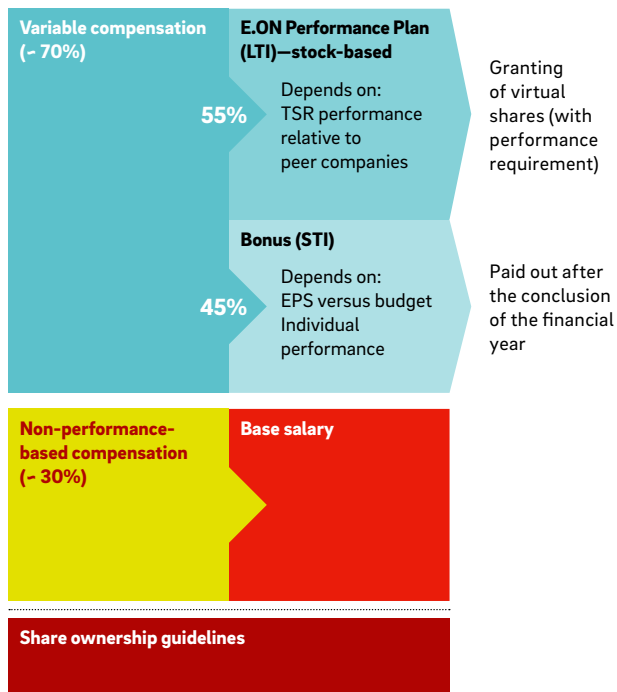 Variable compensation
(~ 70%)
55%
E.ON Performance Plan
(LTI)—stock-based
Depends on:
TSR performance
relative to
peer companies
Granting
of virtual
shares (with
performance
requirement)
45%
Bonus (STI)
Depends on:
EPS versus budget
Individual
performance
Paid out after
the conclusion
of the financial
year
Non-performance-
based compensation
(~ 30%)
Base salary
Share ownership guidelines